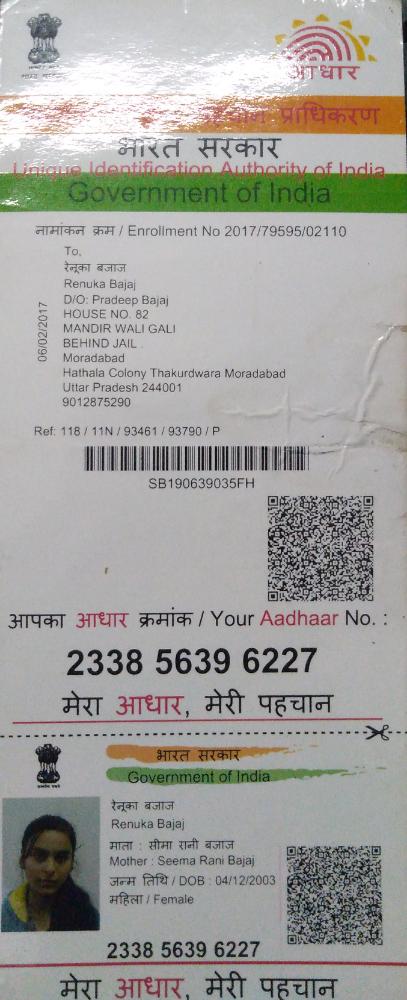 आधार
प्राधिकरण
भारत सरकार
Unique Identification Authority of India
Government of India
नामांकन क्रम / Enrollment No 2017/79595/02110
To,
रेनूका बजाज
Renuka Bajaj
D/O: Pradeep Bajaj
HOUSE NO. 82
MANDIR WALI GALI
BEHIND JAIL .
Moradabad
Hathala Colony Thakurdwara Moradabad
Uttar Pradesh 244001
9012875290
06/02/2017
Ref: 118 / 11N / 93461 / 93790 / P
SB190639035FH
आपका आधार क्रमांक / Your Aadhaar No. :
2338 5639 6227
मेरा आधार, मेरी पहचान
भारत सरकार
Government of India
रेनूका बजाज
Renuka Bajaj
माता : सीमा रानी बजाज
Mother : Seema Rani Bajaj
जन्म तिथि / DOB : 04/12/2003
महिला / Female
2338 5639 6227
मेरा आधार, मेरी पहचान